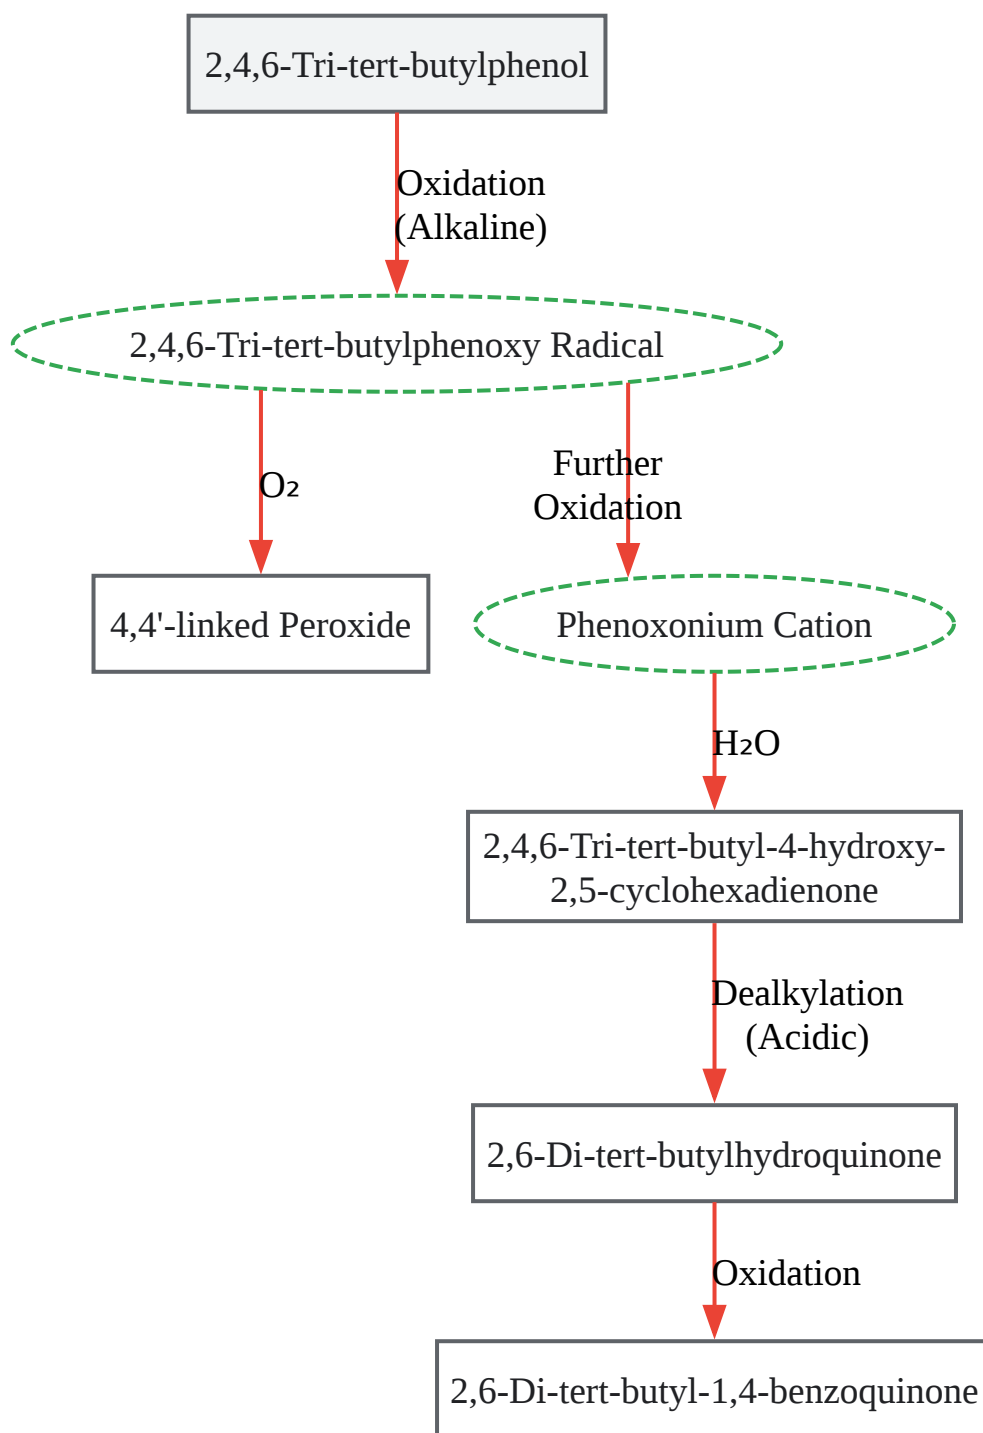 2,4,6-Tri-tert-butylphenol
Oxidation
(Alkaline)
2,4,6-Tri-tert-butylphenoxy Radical
O₂
Further
Oxidation
4,4'-linked Peroxide
Phenoxonium Cation
H₂O
2,4,6-Tri-tert-butyl-4-hydroxy-
2,5-cyclohexadienone
Dealkylation
(Acidic)
2,6-Di-tert-butylhydroquinone
Oxidation
2,6-Di-tert-butyl-1,4-benzoquinone